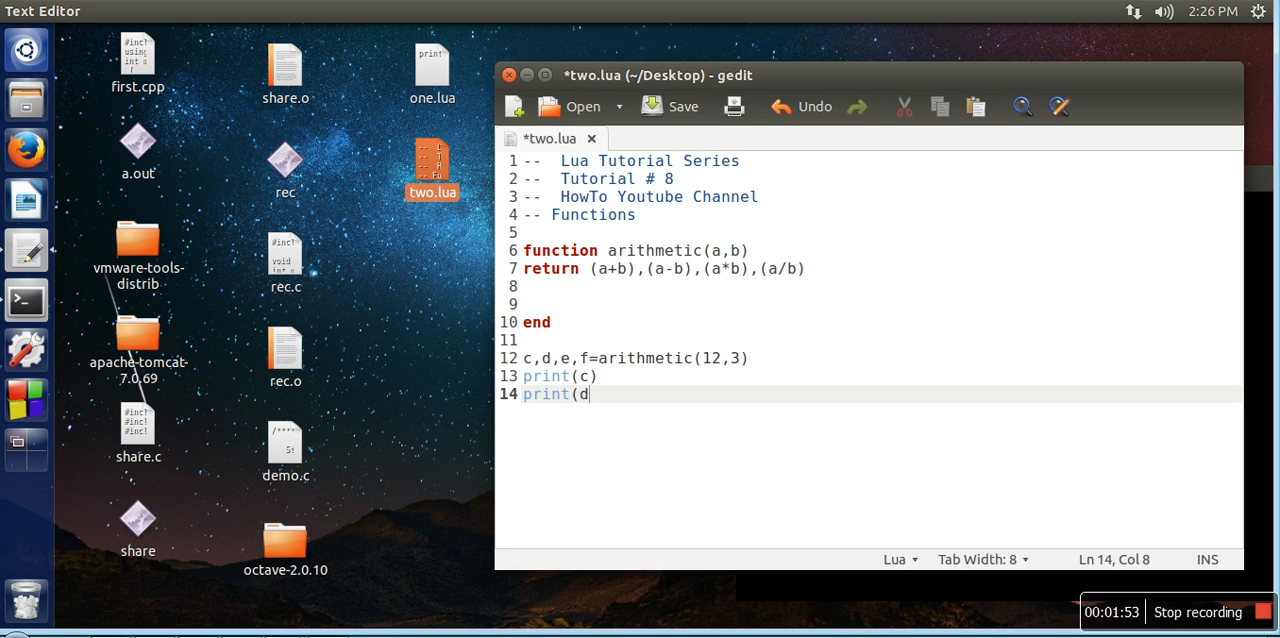 Text Editor
2:26 PM
first.cpp
share.o
one.lua
a.out
rec
two.lua
vmware-tools-
distrib
rec.c
apache-tomcat-
7.0.69
rec.o
share.c
demo.c
share
octave-2.0.10
*two.lua (~/Desktop) - gedit
Open
Save
Undo
*two.lua
1 --  Lua Tutorial Series
2 --  Tutorial # 8
3 --  HowTo Youtube Channel
4 -- Functions
5
6 function arithmetic(a,b)
7 return (a+b),(a-b),(a*b),(a/b)
8
9
10 end
11
12 c,d,e,f=arithmetic(12,3)
13 print(c)
14 print(d
Lua
Tab Width: 8
Ln 14, Col 8
INS
00:01:53
Stop recording